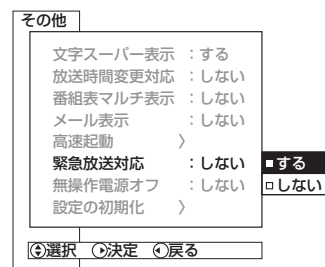 その他
文字スーパー表示 ：する
放送時間変更対応 ：しない
番組表マルチ表示 ：しない
メール表示 ：しない
高速起動 〉
緊急放送対応 ：しない
■する
無操作電源オフ ：しない
□しない
設定の初期化 〉
選択 決定 戻る